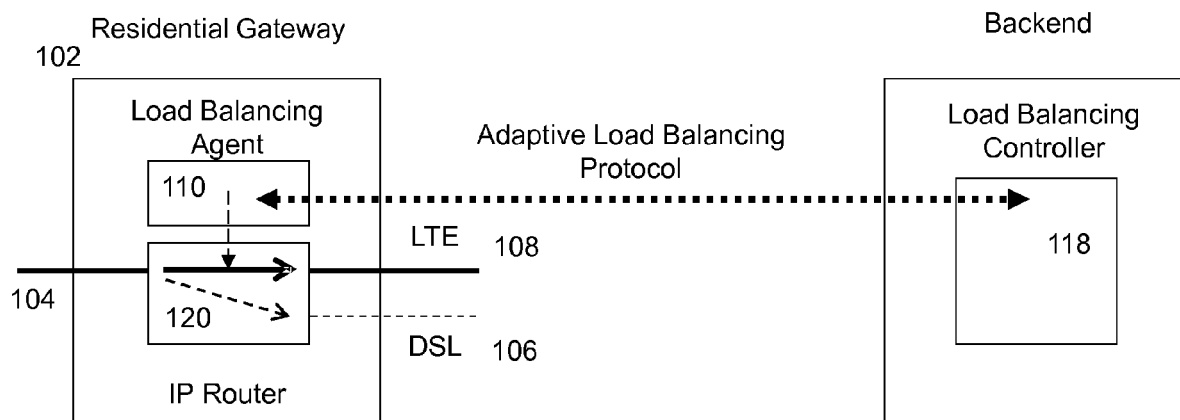 Residential Gateway
Backend
102
Load Balancing
Agent
Adaptive Load Balancing
Protocol
Load Balancing
Controller
110
118
LTE
108
104
120
DSL
106
IP Router